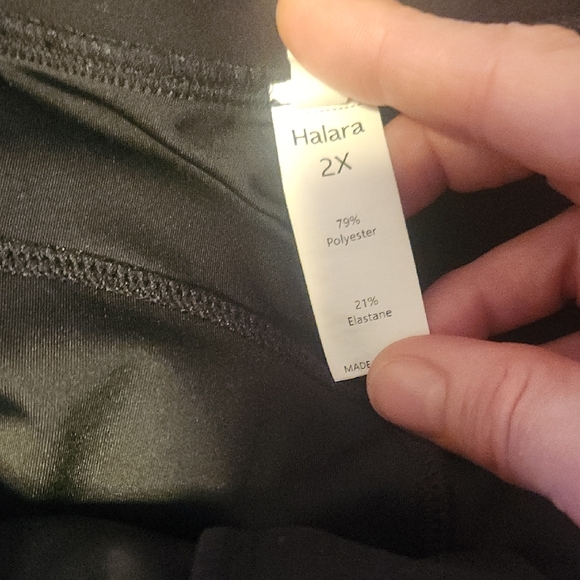 Halara
2X
79%
Polyester
21%
Elastane
MADE